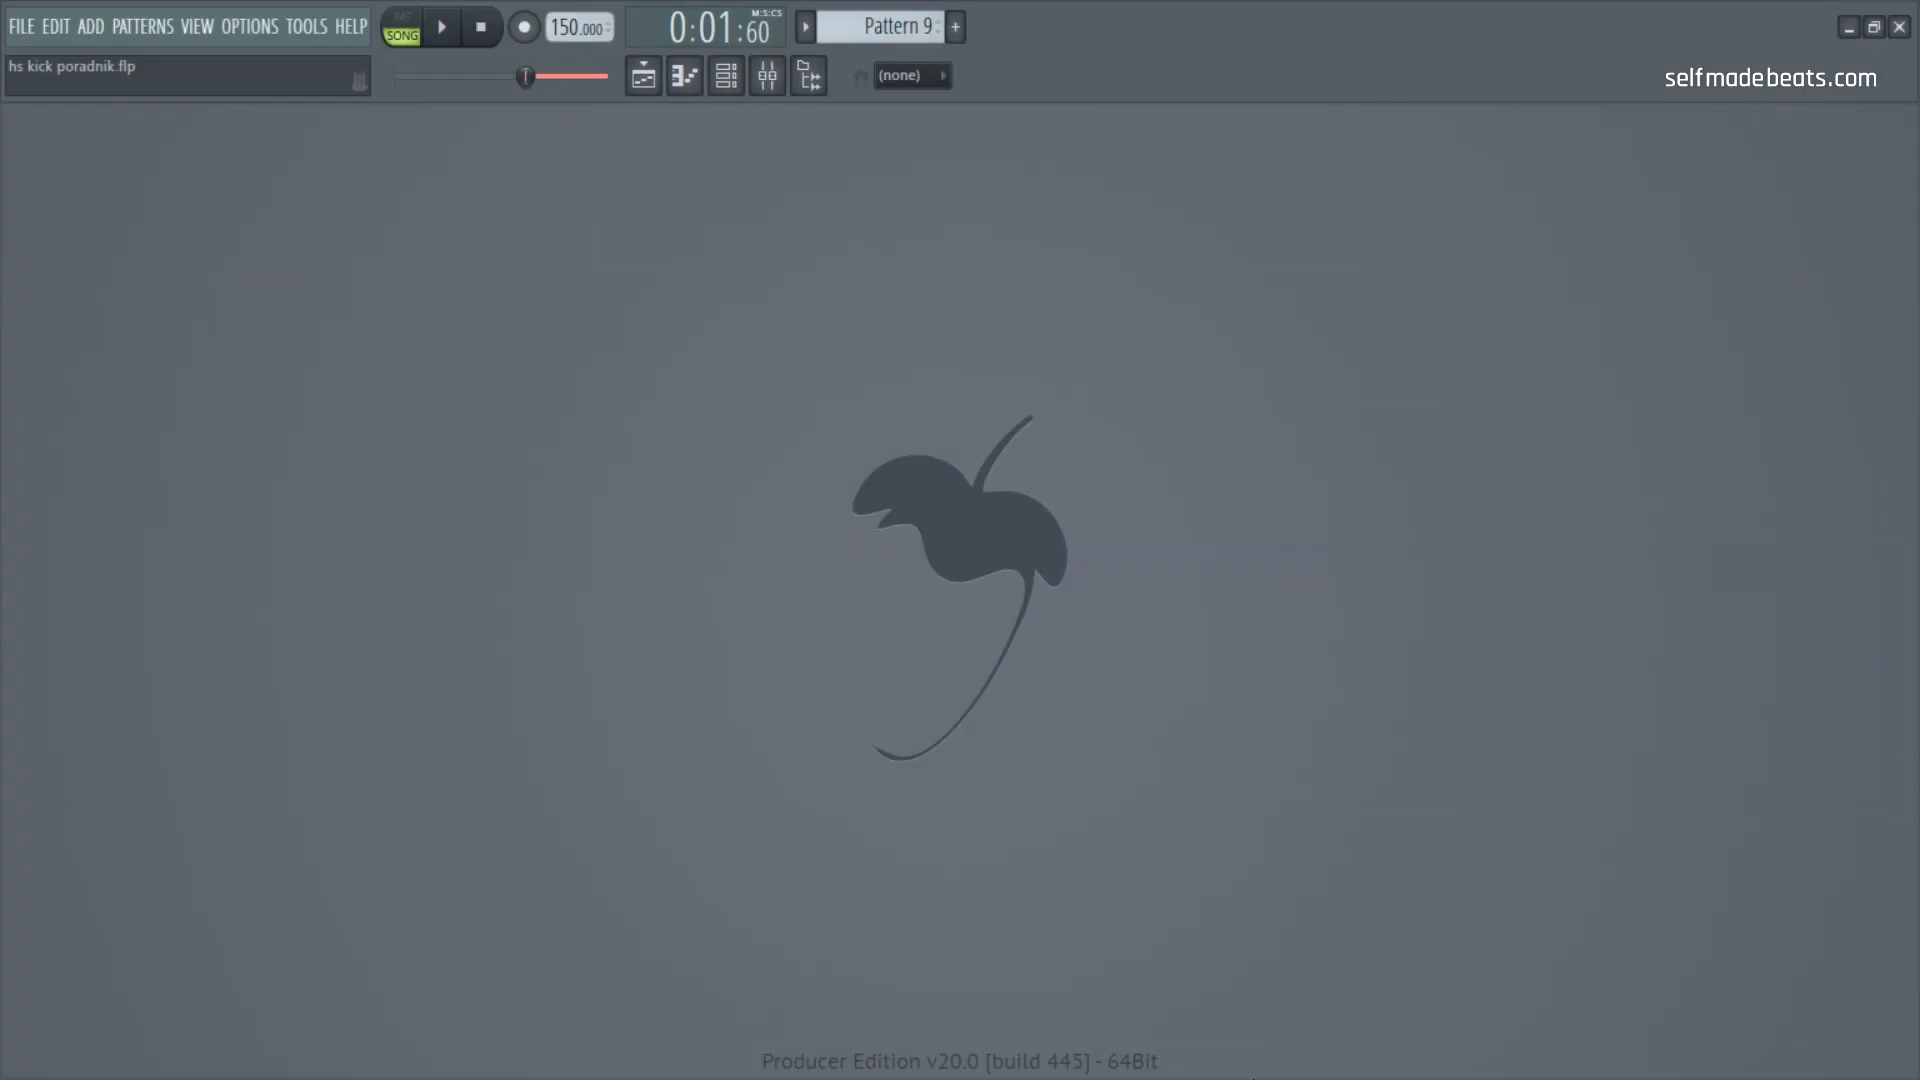 FILE EDIT ADD PATTERNS VIEW OPTIONS TOOLS HELP
PAT
SONG
150.000
M:S:CS
0:01:60
Pattern 9
+
hs kick poradnik.flp
(none)
selfmadebeats.com
Producer Edition v20.0 [build 445] - 64Bit